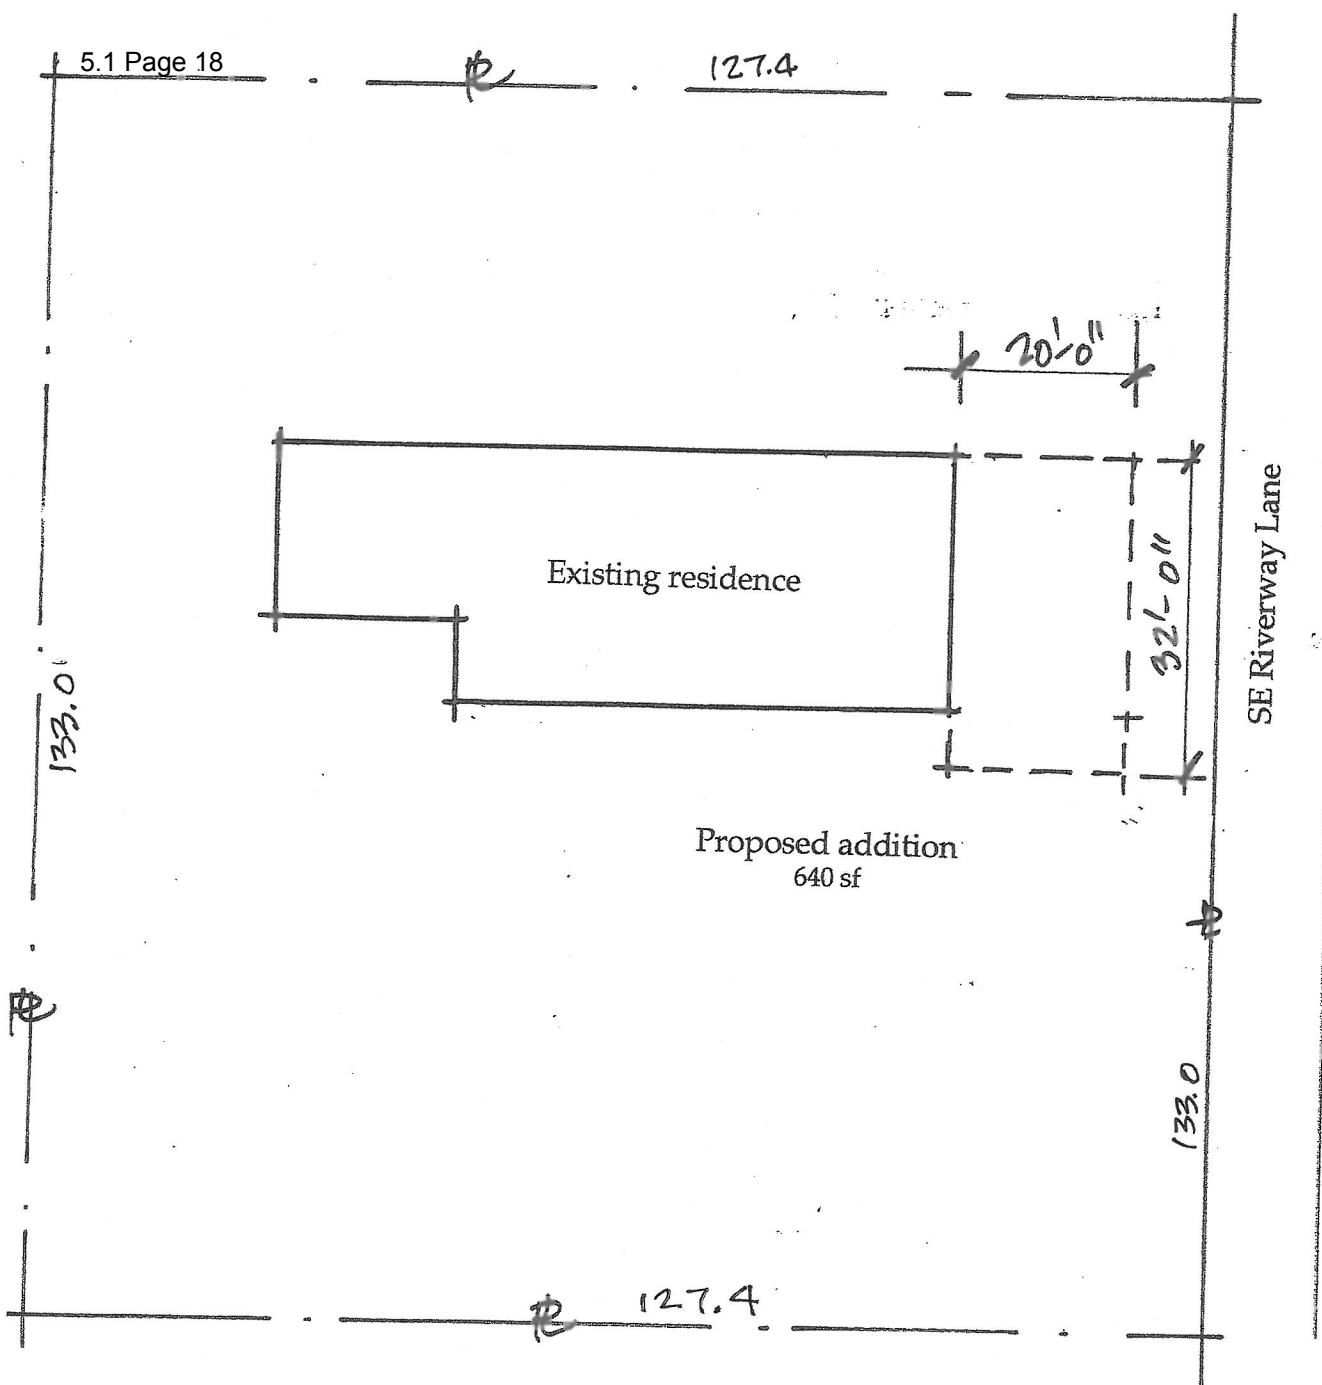 5.1 Page 18
127.4
20'-0"
Existing residence
32'-0"
SE Riverway Lane
133.0'
Proposed addition
640 sf
133.0
127.4